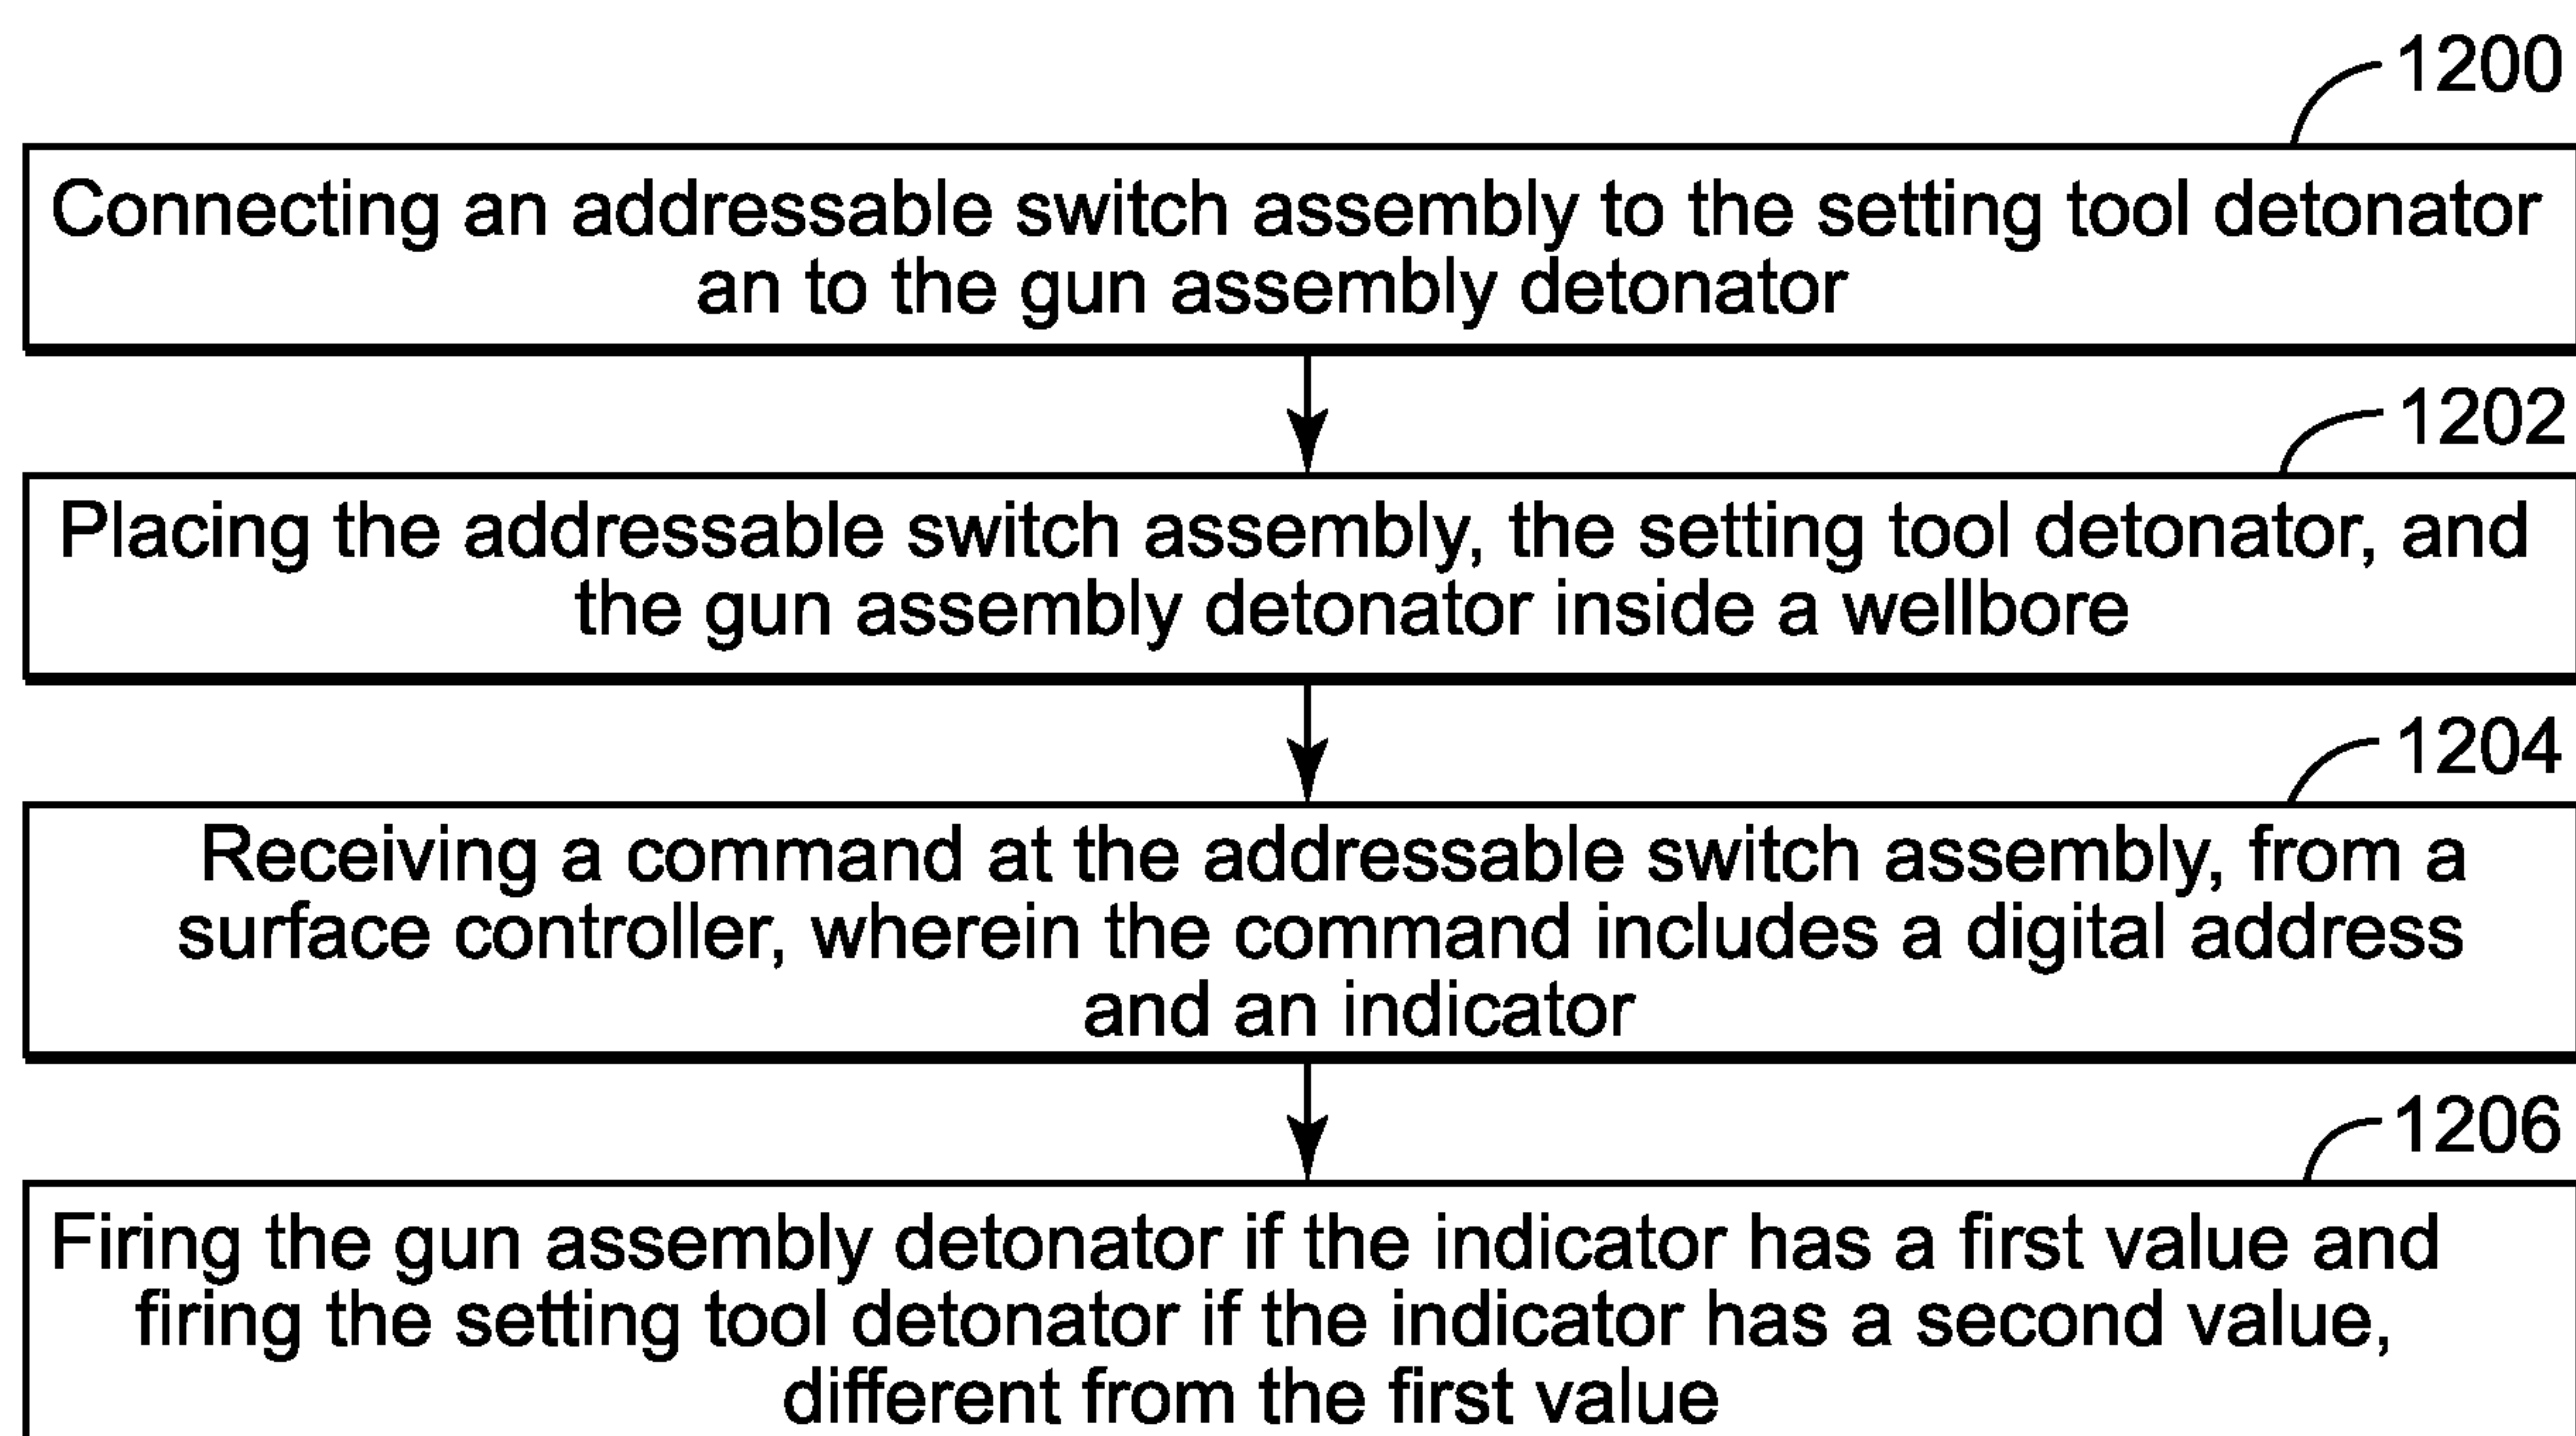 1200
Connecting an addressable switch assembly to the setting tool detonator
an to the gun assembly detonator
1202
Placing the addressable switch assembly, the setting tool detonator, and
the gun assembly detonator inside a wellbore
1204
Receiving a command at the addressable switch assembly, from a
surface controller, wherein the command includes a digital address
and an indicator
1206
Firing the gun assembly detonator if the indicator has a first value and
firing the setting tool detonator if the indicator has a second value,
different from the first value